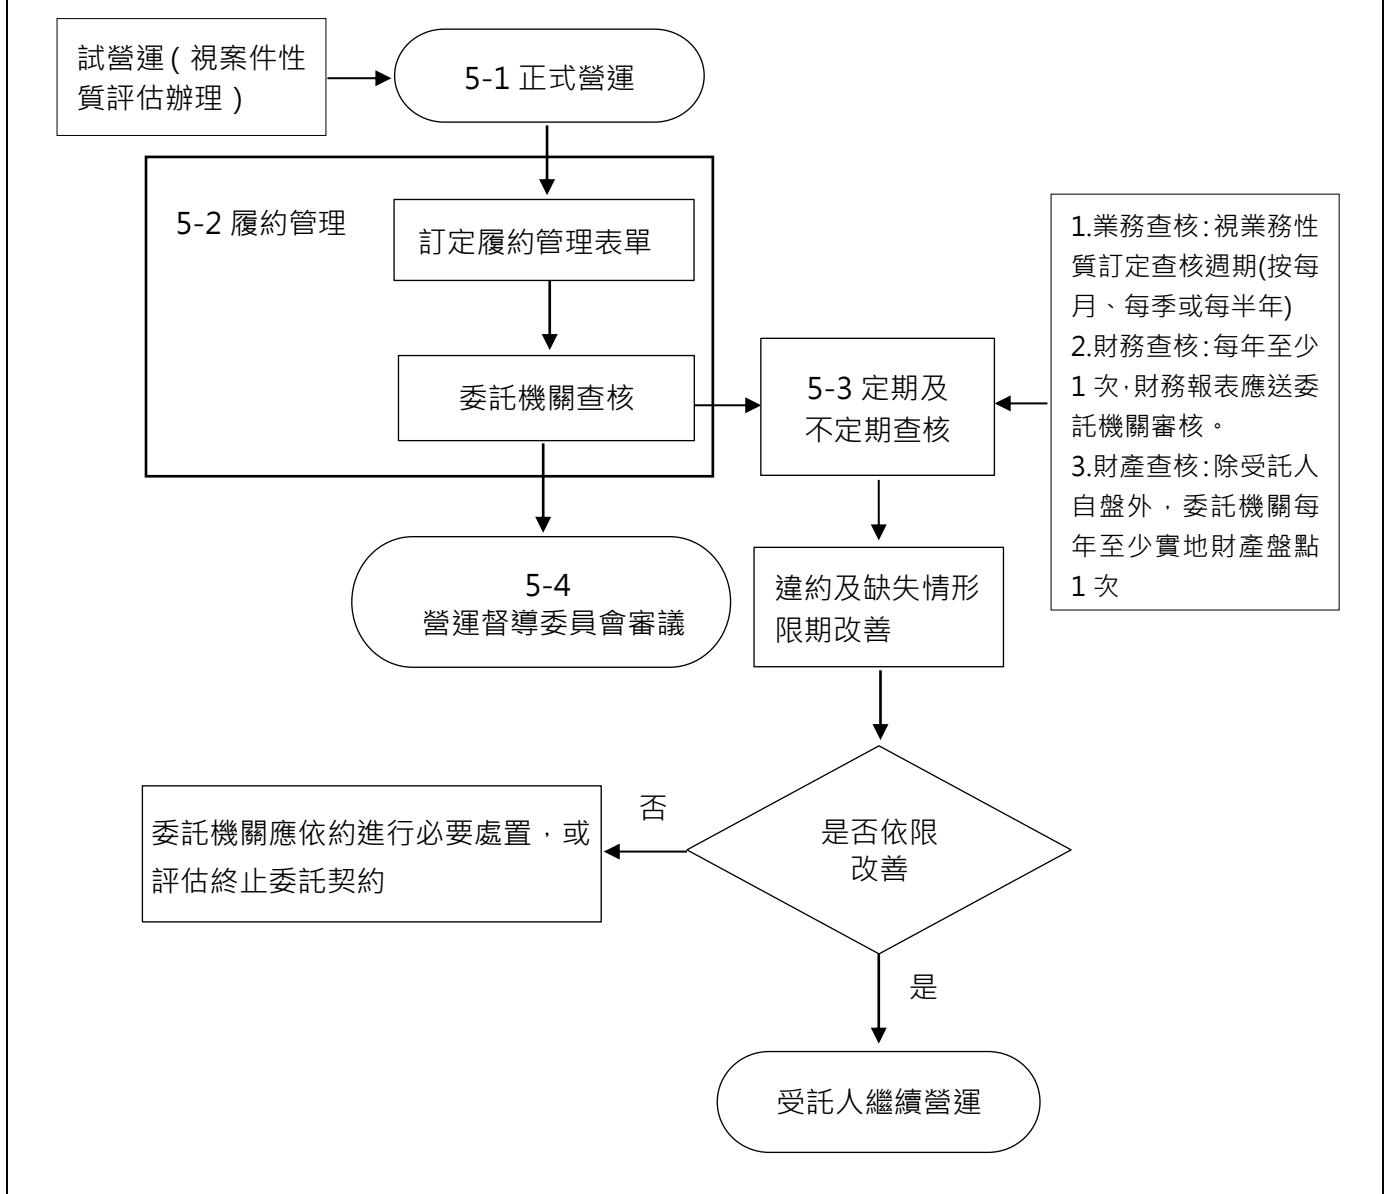 試營運(視案件性
質評估辦理)
5-1 正式營運
5-2 履約管理
訂定履約管理表單
委託機關查核
5-3 定期及
不定期查核
1.業務查核:視業務性
質訂定查核週期(按每
月、每季或每半年)
2.財務查核:每年至少
1 次,財務報表應送委
託機關審核。
3.財產查核:除受託人
自盤外,委託機關每
年至少實地財產盤點
1 次
5-4
營運督導委員會審議
違約及缺失情形
限期改善
是否依限
改善
否
委託機關應依約進行必要處置,或
評估終止委託契約
是
受託人繼續營運